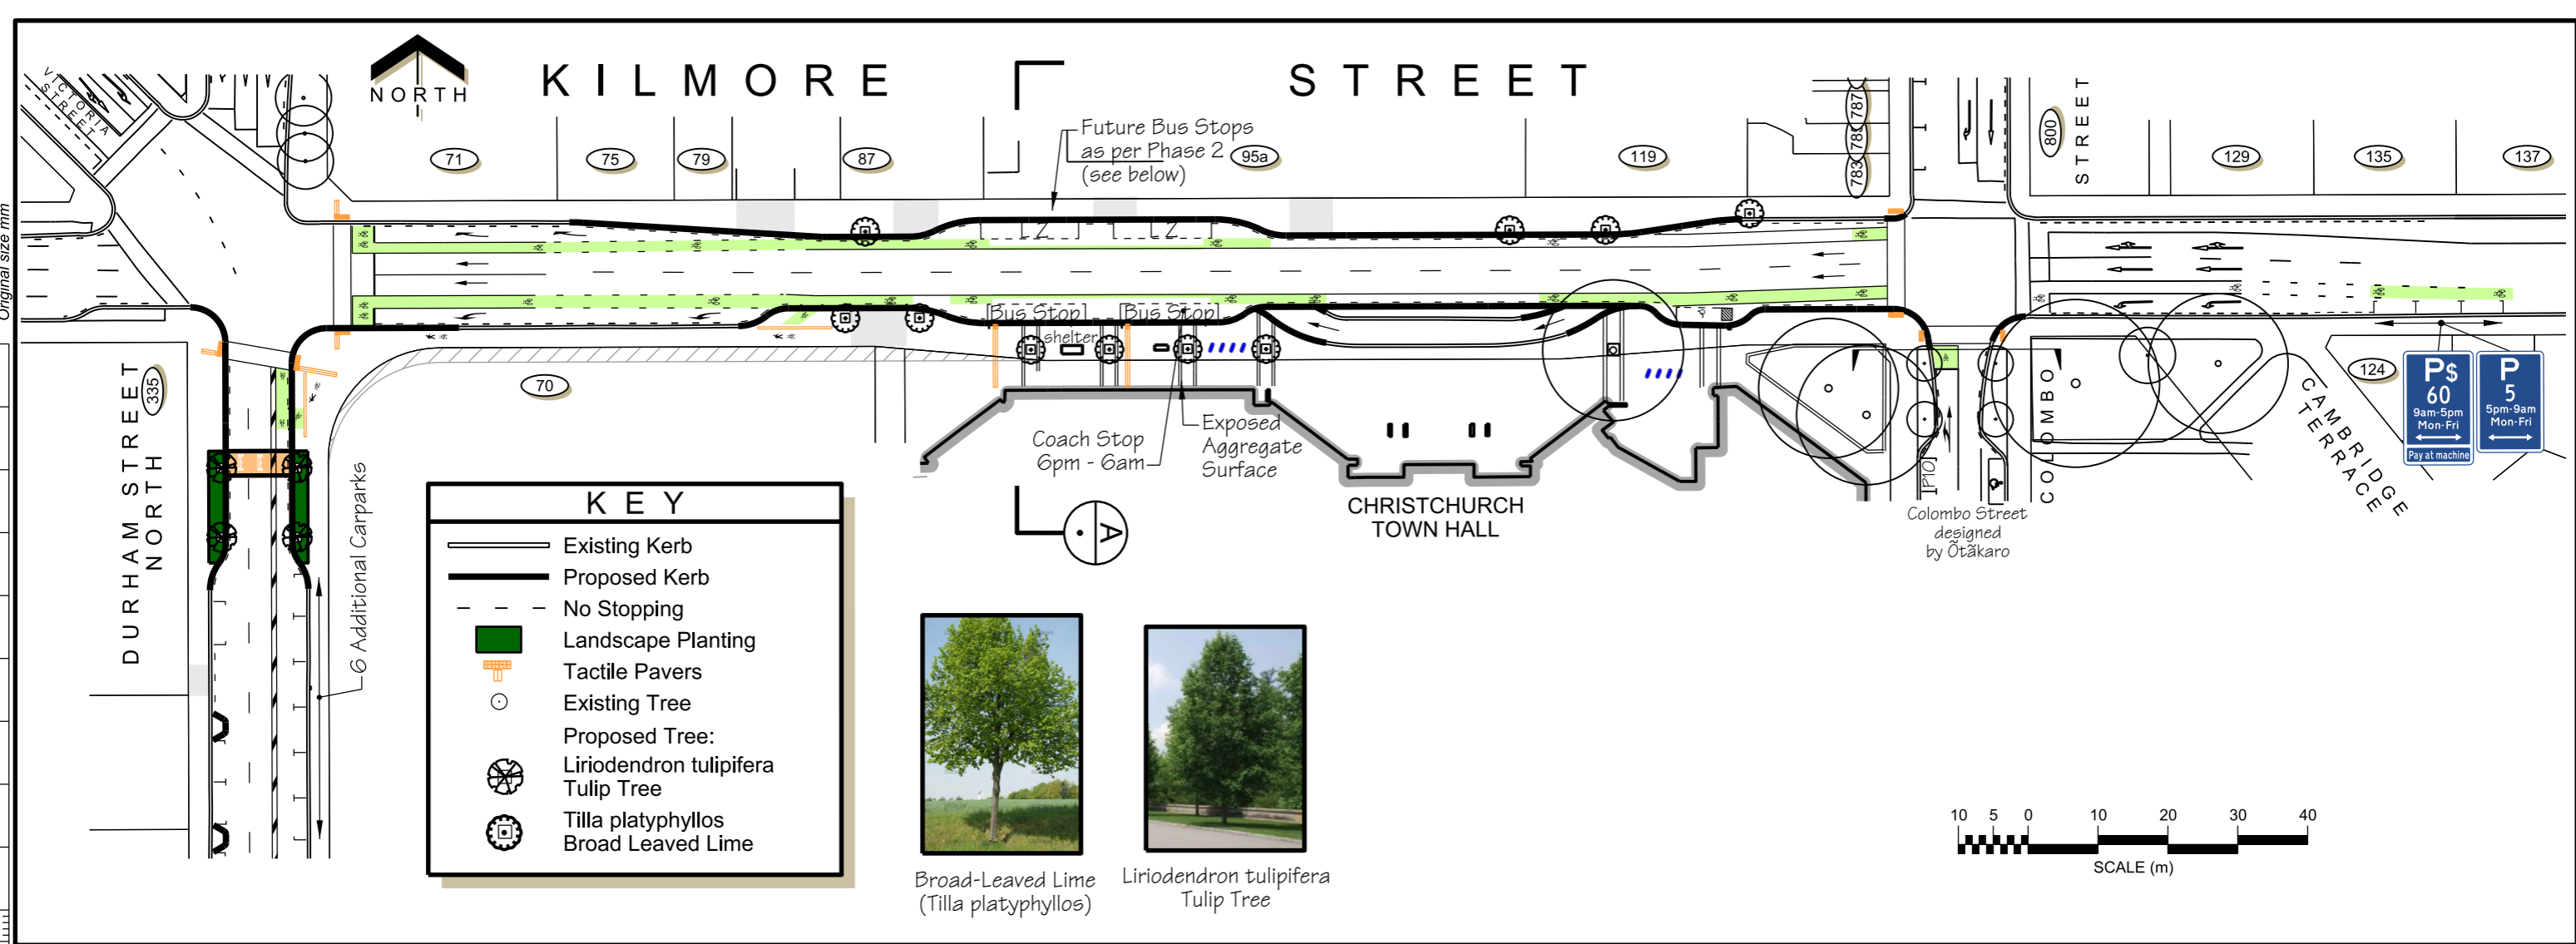 Original size mm
VICTORIA
STREET
NORTH
KILMORE STREET
Future Bus Stops
as per Phase 2
(see below)
71
75
79
87
95a
119
783
787
800
STREET
129
135
137
Bus Stop
Bus Stop
shelter
70
335
DURHAM STREET
NORTH
6 Additional Carparks
Coach Stop
6pm - 6am
Exposed
Aggregate
Surface
A
CHRISTCHURCH
TOWN HALL
COLOMBO
Colombo Street
designed
by Õtãkaro
CAMBRIDGE
TERRACE
124
P$
60
9am-5pm
Mon-Fri
Pay at machine
P
5
5pm-9am
Mon-Fri
KEY
Existing Kerb
Proposed Kerb
No Stopping
Landscape Planting
Tactile Pavers
Existing Tree
Proposed Tree:
Liriodendron tulipifera
Tulip Tree
Tilla platyphyllos
Broad Leaved Lime
Broad-Leaved Lime
(Tilla platyphyllos)
Liriodendron tulipifera
Tulip Tree
10 5 0 10 20 30 40
SCALE (m)